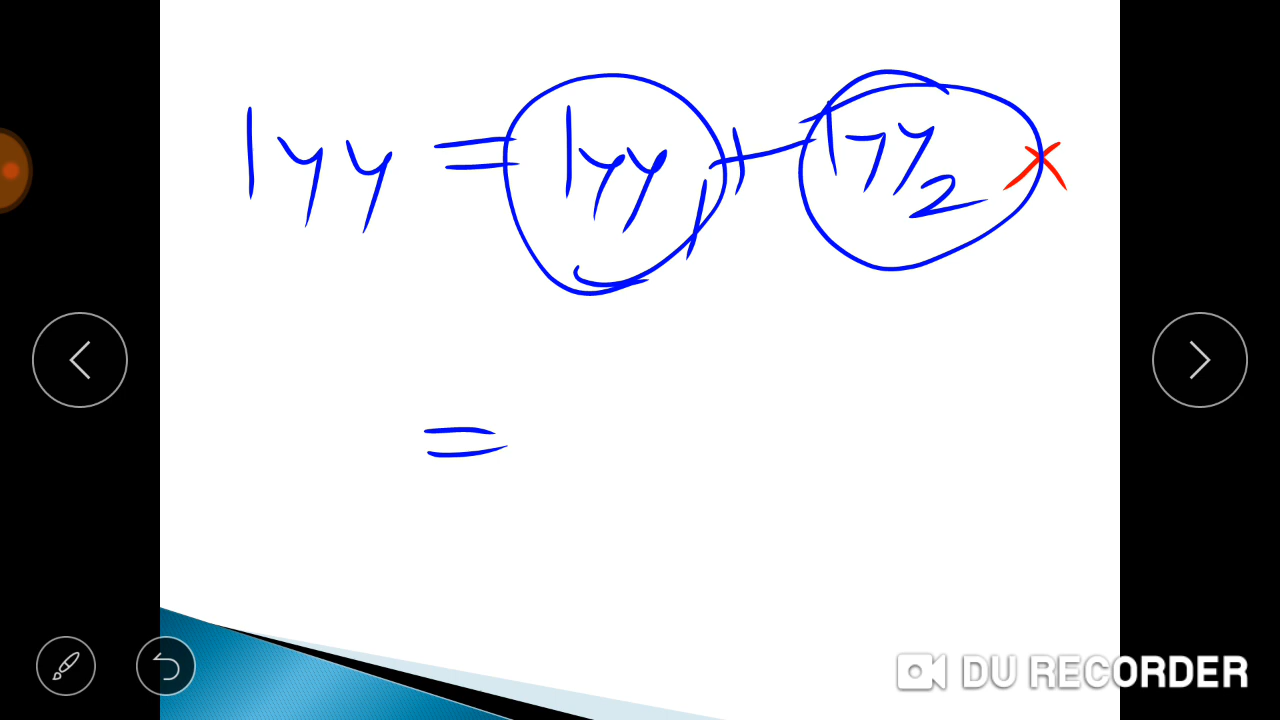 Iyy = Iyy1 + Iyy2
=
DU RECORDER